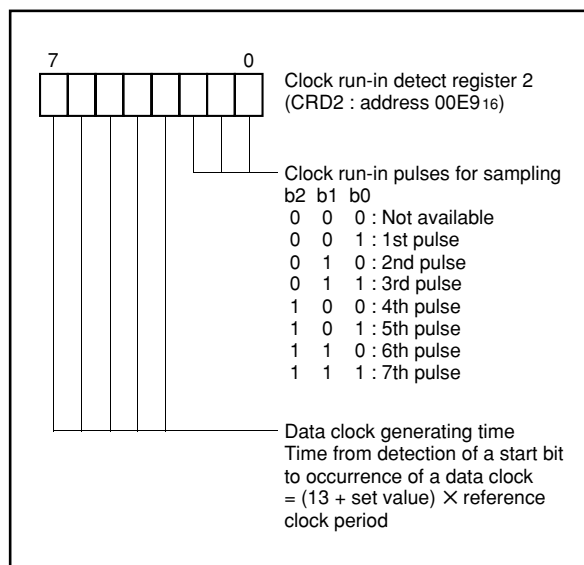 7 0
Clock run-in detect register 2
(CRD2 : address 00E916)
Clock run-in pulses for sampling
b2 b1 b0
0 0 0 : Not available
0 0 1 : 1st pulse
0 1 0 : 2nd pulse
0 1 1 : 3rd pulse
1 0 0 : 4th pulse
1 0 1 : 5th pulse
1 1 0 : 6th pulse
1 1 1 : 7th pulse
Data clock generating time
Time from detection of a start bit
to occurrence of a data clock
= (13 + set value) × reference
clock period